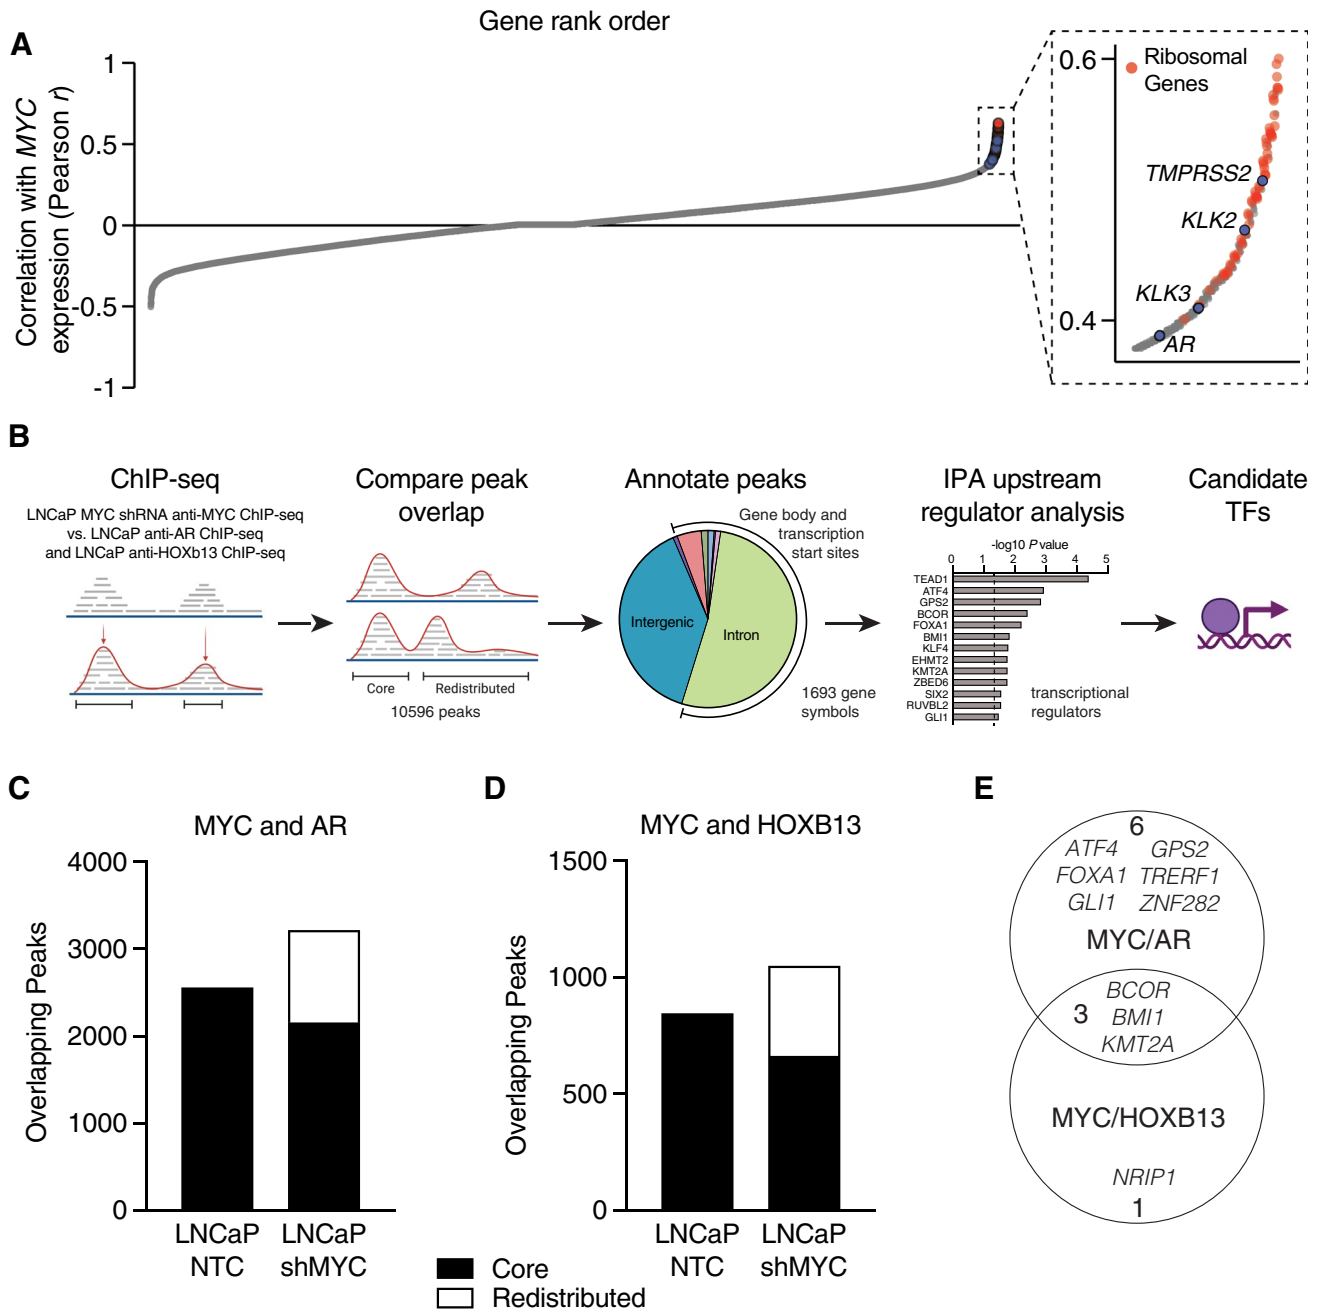 A
Gene rank order
Correlation with MYC
expression (Pearson r)
1
0.5
0
-0.5
-1
0.6
0.4
Ribosomal
Genes
TMPRSS2
KLK2
KLK3
AR
B
ChIP-seq
LNCaP MYC shRNA anti-MYC ChIP-seq
vs. LNCaP anti-AR ChIP-seq
and LNCaP anti-HOXb13 ChIP-seq
Compare peak
overlap
Core
Redistributed
10596 peaks
Annotate peaks
Gene body and
transcription
start sites
Intergenic
Intron
1693 gene
symbols
IPA upstream
regulator analysis
-log10 P value
0 1 2 3 4 5
TEAD1
ATF4
GPS2
BCOR
FOXA1
BMI1
KLF4
EHMT2
KMT2A
ZBED6
SIX2
RUVBL2
GLI1
transcriptional
regulators
Candidate
TFs
C
MYC and AR
Overlapping Peaks
4000
3000
2000
1000
0
LNCaP
NTC
LNCaP
shMYC
D
MYC and HOXB13
Overlapping Peaks
1500
1000
500
0
LNCaP
NTC
LNCaP
shMYC
Core
Redistributed
E
6
ATF4 GPS2
FOXA1 TRERF1
GLI1 ZNF282
MYC/AR
3
BCOR
BMI1
KMT2A
MYC/HOXB13
NRIP1
1